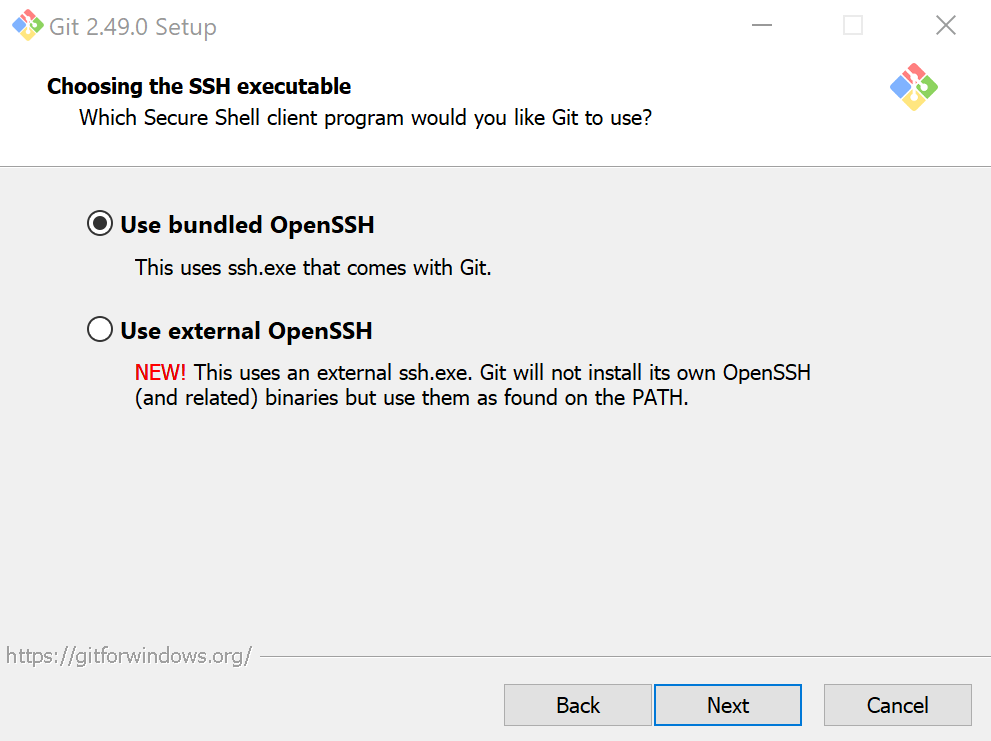 Git 2.49.0 Setup
Choosing the SSH executable
Which Secure Shell client program would you like Git to use?
Use bundled OpenSSH
This uses ssh.exe that comes with Git.
Use external OpenSSH
NEW! This uses an external ssh.exe. Git will not install its own OpenSSH
(and related) binaries but use them as found on the PATH.
https://gitforwindows.org/
Back Next Cancel